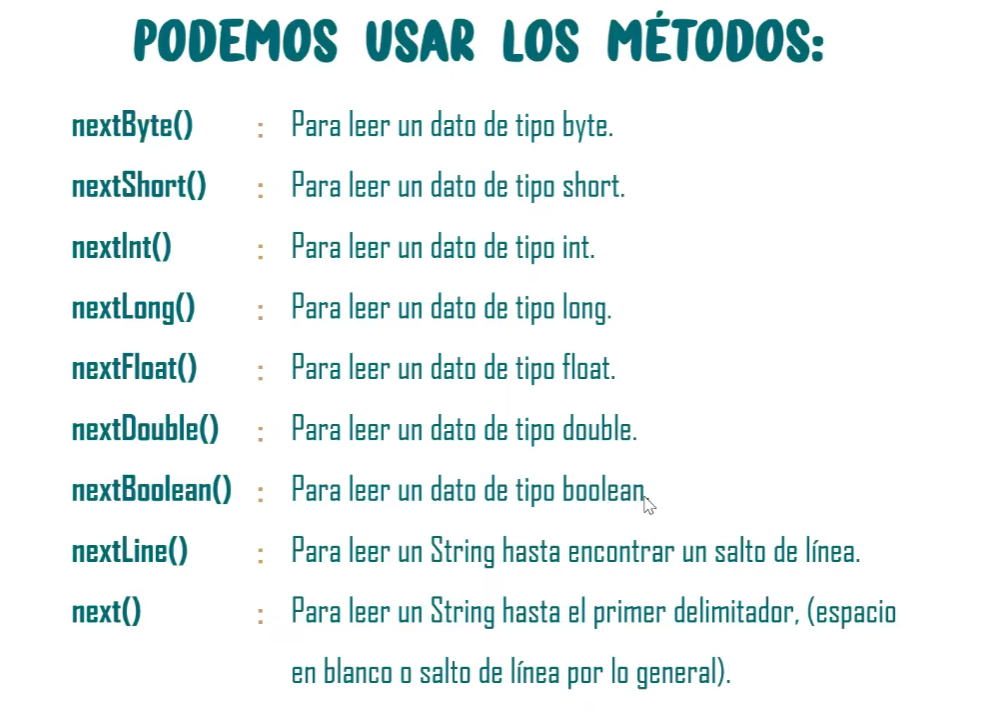 PODEMOS USAR LOS MÉTODOS:
nextByte() : Para leer un dato de tipo byte.
nextShort() : Para leer un dato de tipo short.
nextInt() : Para leer un dato de tipo int.
nextLong() : Para leer un dato de tipo long.
nextFloat() : Para leer un dato de tipo float.
nextDouble() : Para leer un dato de tipo double.
nextBoolean() : Para leer un dato de tipo boolean.
nextLine() : Para leer un String hasta encontrar un salto de línea.
next() : Para leer un String hasta el primer delimitador, (espacio
en blanco o salto de línea por lo general).